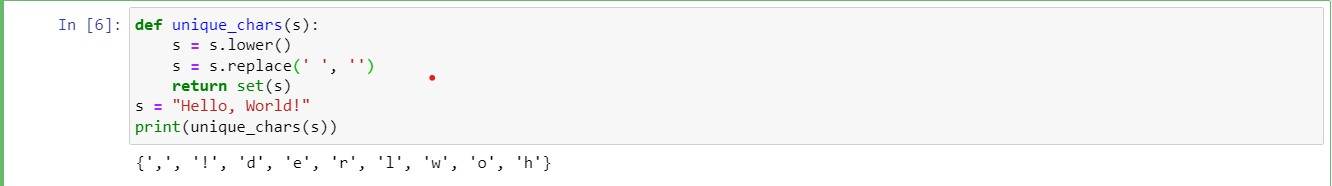 In [6]: def unique_chars(s):
    s = s.lower()
    s = s.replace(' ', '')
    return set(s)
s = "Hello, World!"
print(unique_chars(s))
{',', '!', 'd', 'e', 'r', 'l', 'w', 'o', 'h'}